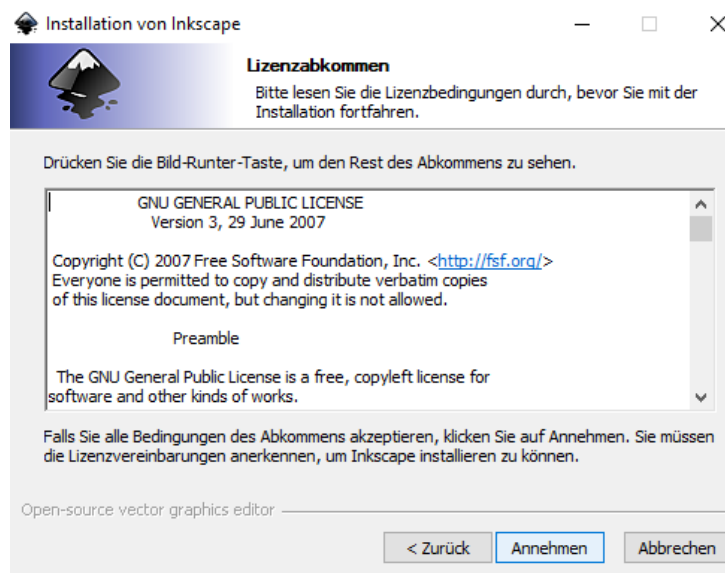 Installation von Inkscape
Lizenzabkommen
Bitte lesen Sie die Lizenzbedingungen durch, bevor Sie mit der
Installation fortfahren.
Drücken Sie die Bild-Runter-Taste, um den Rest des Abkommens zu sehen.
GNU GENERAL PUBLIC LICENSE
Version 3, 29 June 2007
Copyright (C) 2007 Free Software Foundation, Inc. <http://fsf.org/>
Everyone is permitted to copy and distribute verbatim copies
of this license document, but changing it is not allowed.
Preamble
The GNU General Public License is a free, copyleft license for
software and other kinds of works.
Falls Sie alle Bedingungen des Abkommens akzeptieren, klicken Sie auf Annehmen. Sie müssen
die Lizenzvereinbarungen anerkennen, um Inkscape installieren zu können.
Open-source vector graphics editor
< Zurück Annehmen Abbrechen